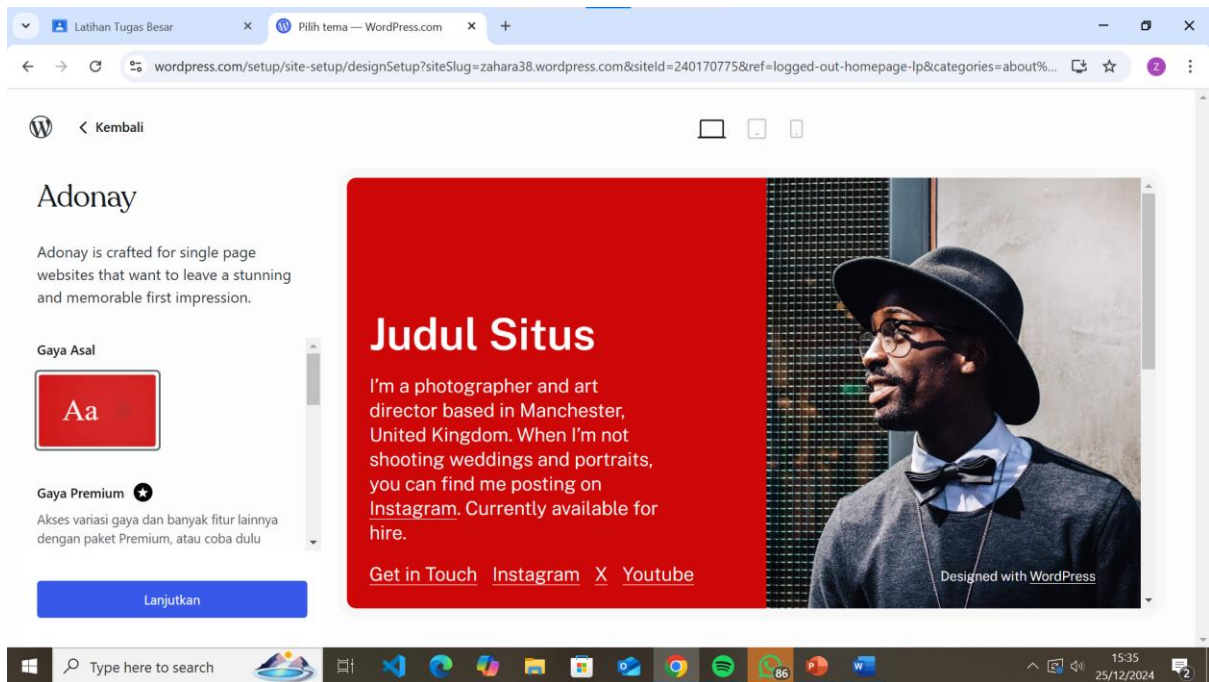 Latihan Tugas Besar
Pilih tema — WordPress.com
wordpress.com/setup/site-setup/designSetup?siteSlug=zahara38.wordpress.com&siteId=240170775&ref=logged-out-homepage-lp&categories=about%...
Z
Kembali
Adonay
Adonay is crafted for single page
websites that want to leave a stunning
and memorable first impression.
Gaya Asal
Aa
Gaya Premium
Akses variasi gaya dan banyak fitur lainnya
dengan paket Premium, atau coba dulu
Lanjutkan
Judul Situs
I'm a photographer and art
director based in Manchester,
United Kingdom. When I'm not
shooting weddings and portraits,
you can find me posting on
Instagram. Currently available for
hire.
Get in Touch Instagram X Youtube
Designed with WordPress
Type here to search
86
15:35
25/12/2024
2